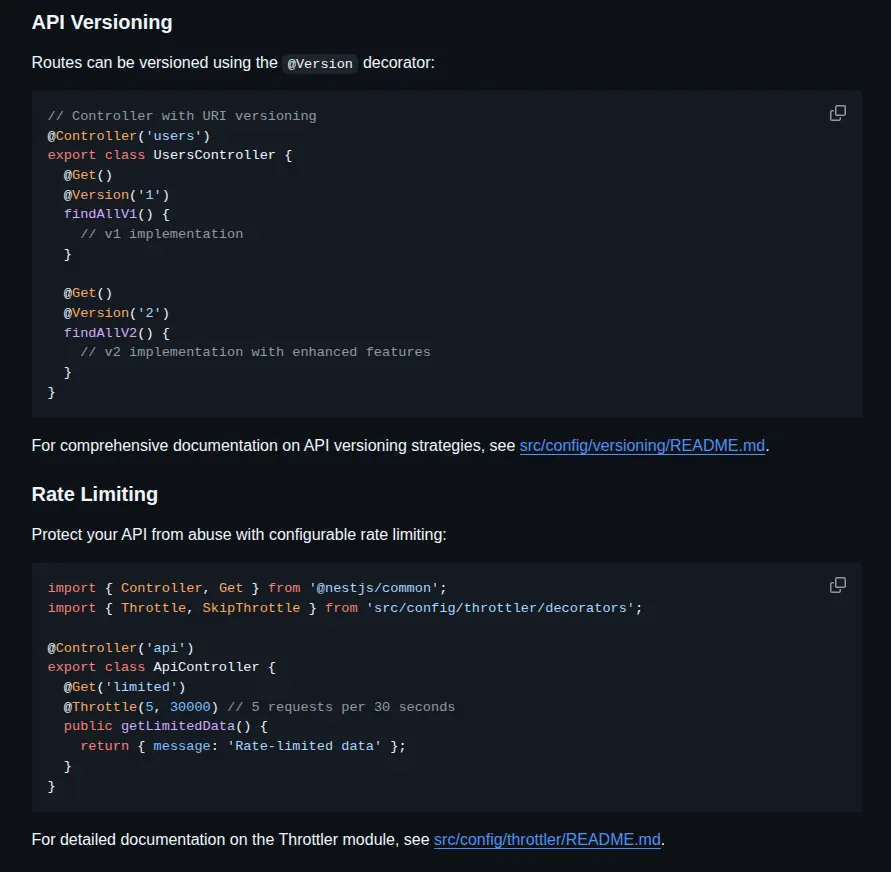 API Versioning
Routes can be versioned using the @Version decorator:
// Controller with URI versioning
@Controller('users')
export class UsersController {
  @Get()
  @Version('1')
  findAllV1() {
    // v1 implementation
  }

  @Get()
  @Version('2')
  findAllV2() {
    // v2 implementation with enhanced features
  }
}
For comprehensive documentation on API versioning strategies, see src/config/versioning/README.md.
Rate Limiting
Protect your API from abuse with configurable rate limiting:
import { Controller, Get } from '@nestjs/common';
import { Throttle, SkipThrottle } from 'src/config/throttler/decorators';

@Controller('api')
export class ApiController {
  @Get('limited')
  @Throttle(5, 30000) // 5 requests per 30 seconds
  public getLimitedData() {
    return { message: 'Rate-limited data' };
  }
}
For detailed documentation on the Throttler module, see src/config/throttler/README.md.